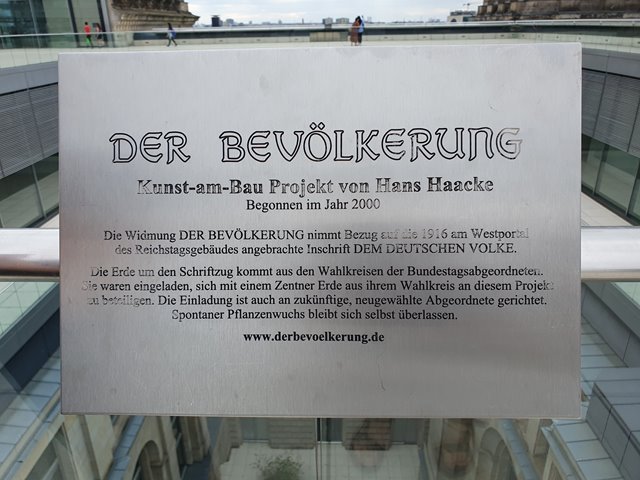 DER BEVÖLKERUNG
Kunst-am-Bau Projekt von Hans Haacke
Begonnen im Jahr 2000
Die Widmung DER BEVÖLKERUNG nimmt Bezug auf die 1916 am Westportal
des Reichstagsgebäudes angebrachte Inschrift DEM DEUTSCHEN VOLKE.
Die Erde um den Schriftzug kommt aus den Wahlkreisen der Bundestagsabgeordneten.
Sie waren eingeladen, sich mit einem Zentner Erde aus ihrem Wahlkreis an diesem Projekt
zu beteiligen. Die Einladung ist auch an zukünftige, neugewählte Abgeordnete gerichtet.
Spontaner Pflanzenwuchs bleibt sich selbst überlassen.
www.derbevoelkerung.de